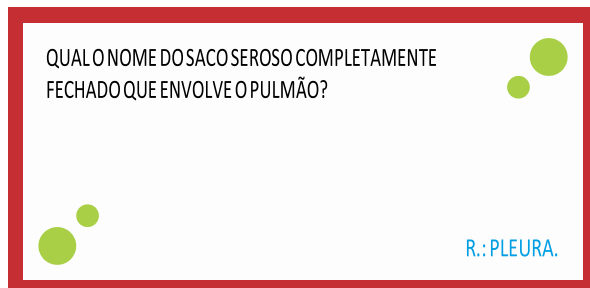 QUAL O NOME DO SACO SEROSO COMPLETAMENTE
FECHADO QUE ENVOLVE O PULMÃO?
R.: PLEURA.